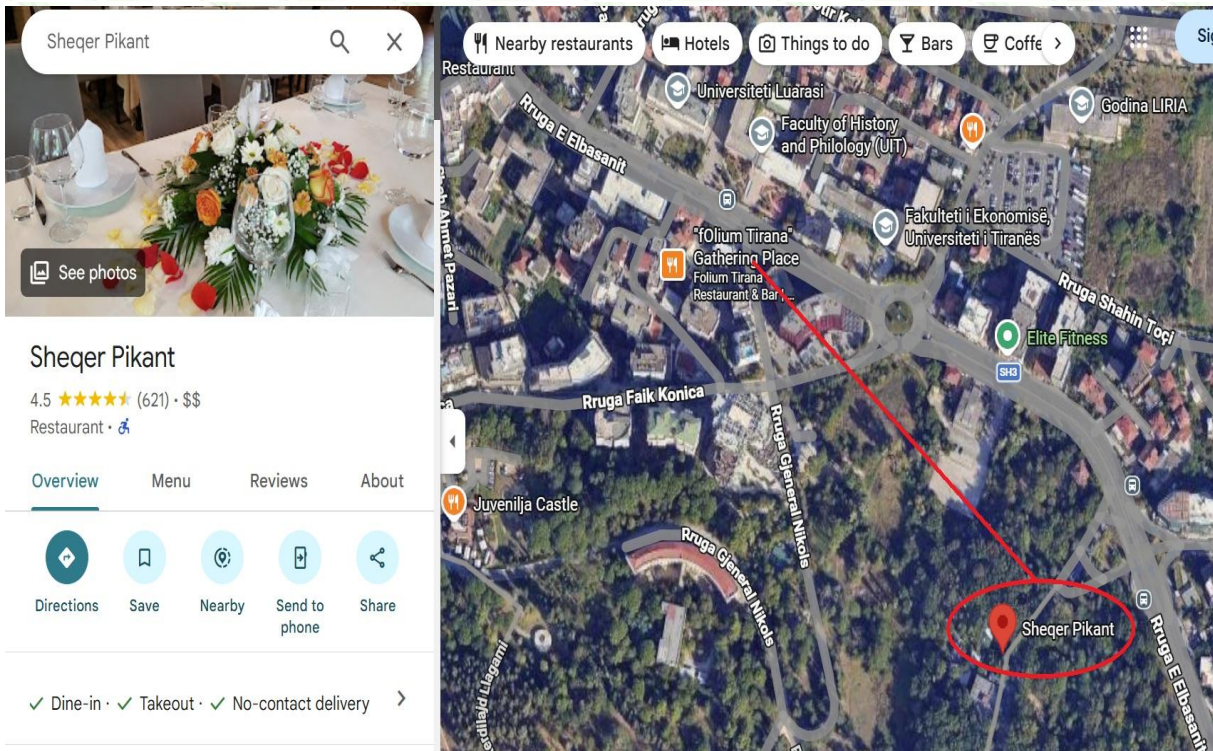 Sheqer Pikant
See photos
Sheqer Pikant
4.5 (621) · $$
Restaurant ·
Overview Menu Reviews About
Directions Save Nearby Send to phone Share
Dine-in · Takeout · No-contact delivery
Nearby restaurants Hotels Things to do Bars Coffe
Restaurant
Universiteti Luarasi
Godina LIRIA
Rruga E Elbasanit
Faculty of History
and Philology (UIT)
Fakulteti i Ekonomisë,
Universiteti i Tiranës
"fOlium Tirana"
Gathering Place
Folium Tirana
Restaurant & Bar | ...
Rruga Shahin Toçi
Elite Fitness
SH3
Rruga Faik Konica
Rruga Gjeneral Nikols
Juvenilja Castle
Rruga Gjeneral Nikols
Sheqer Pikant
Rruga E Elbasanit